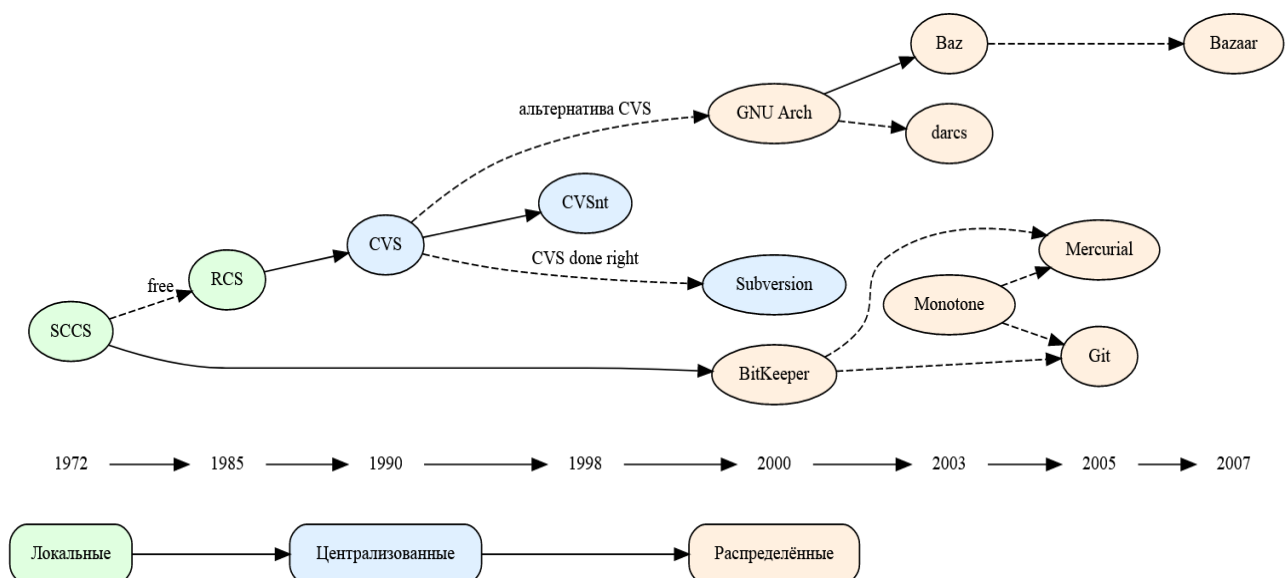 Baz
Bazaar
альтернатива CVS
GNU Arch
darcs
CVSnt
CVS
CVS done right
Mercurial
RCS
free
Subversion
Monotone
SCCS
BitKeeper
Git
1972
1985
1990
1998
2000
2003
2005
2007
Локальные
Централизованные
Распределённые